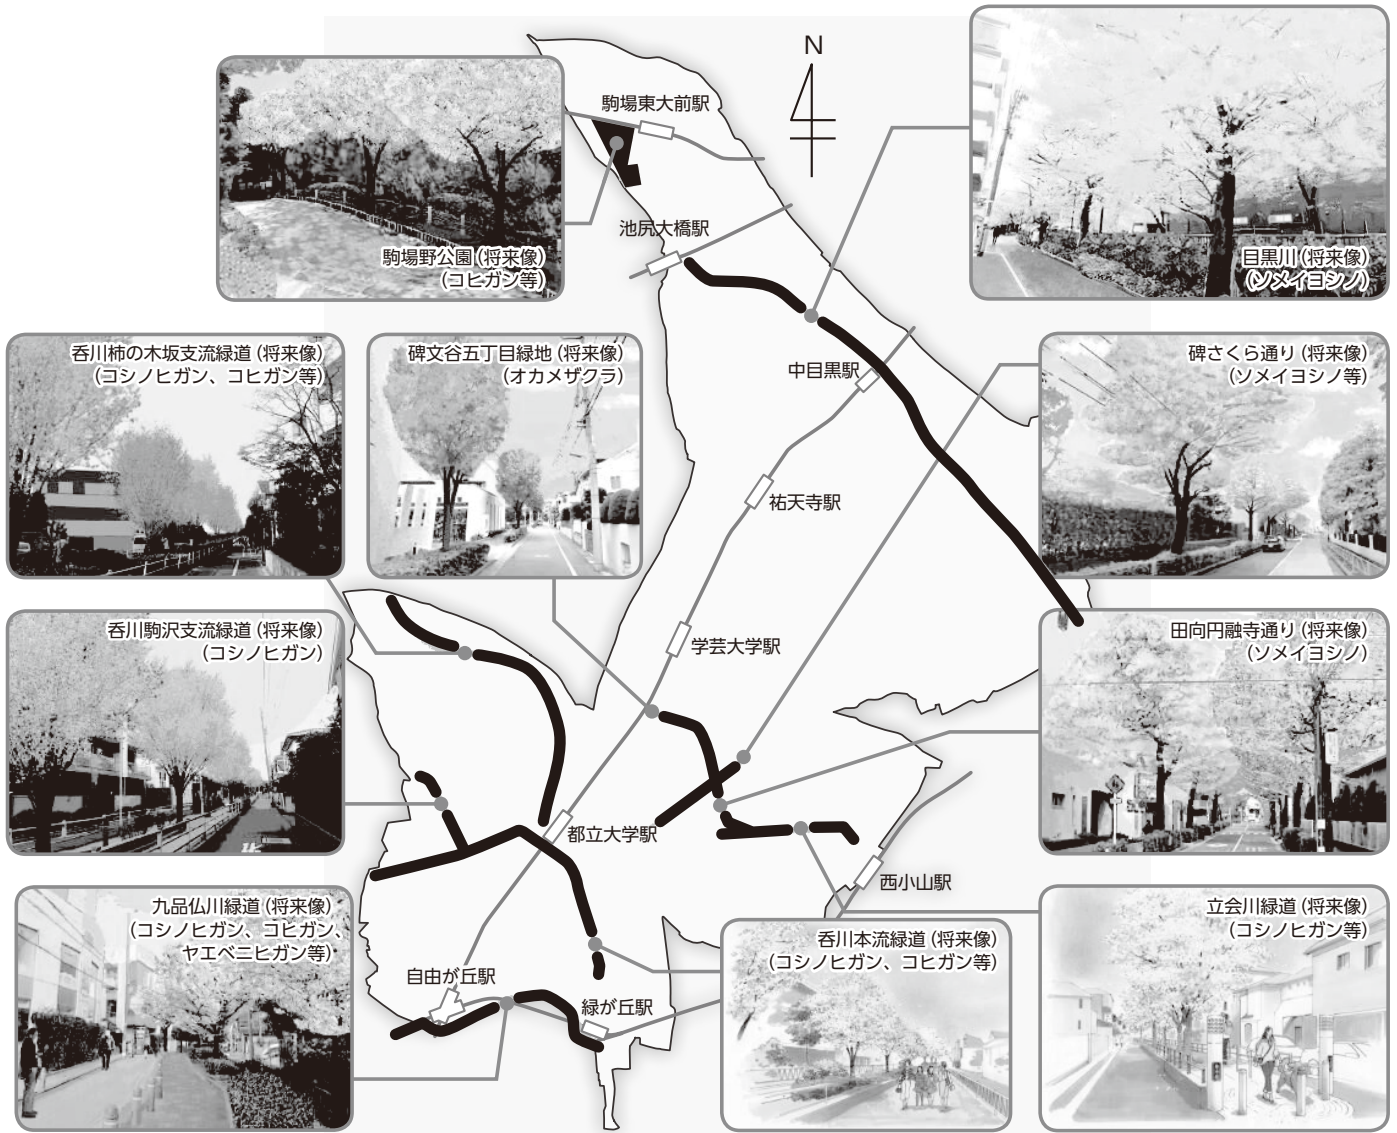 N
駒場東大前駅
駒場野公園（将来像）
（コヒガン等）
池尻大橋駅
目黒川（将来像）
（ソメイヨシノ）
呑川柿の木坂支流緑道（将来像）
（コシノヒガン、コヒガン等）
碑文谷五丁目緑地（将来像）
（オカメザクラ）
中目黒駅
碑さくら通り（将来像）
（ソメイヨシノ等）
祐天寺駅
呑川駒沢支流緑道（将来像）
（コシノヒガン）
学芸大学駅
田向円融寺通り（将来像）
（ソメイヨシノ）
都立大学駅
西小山駅
九品仏川緑道（将来像）
（コシノヒガン、コヒガン、
ヤエベニヒガン等）
自由が丘駅
緑が丘駅
呑川本流緑道（将来像）
（コシノヒガン、コヒガン等）
立会川緑道（将来像）
（コシノヒガン等）